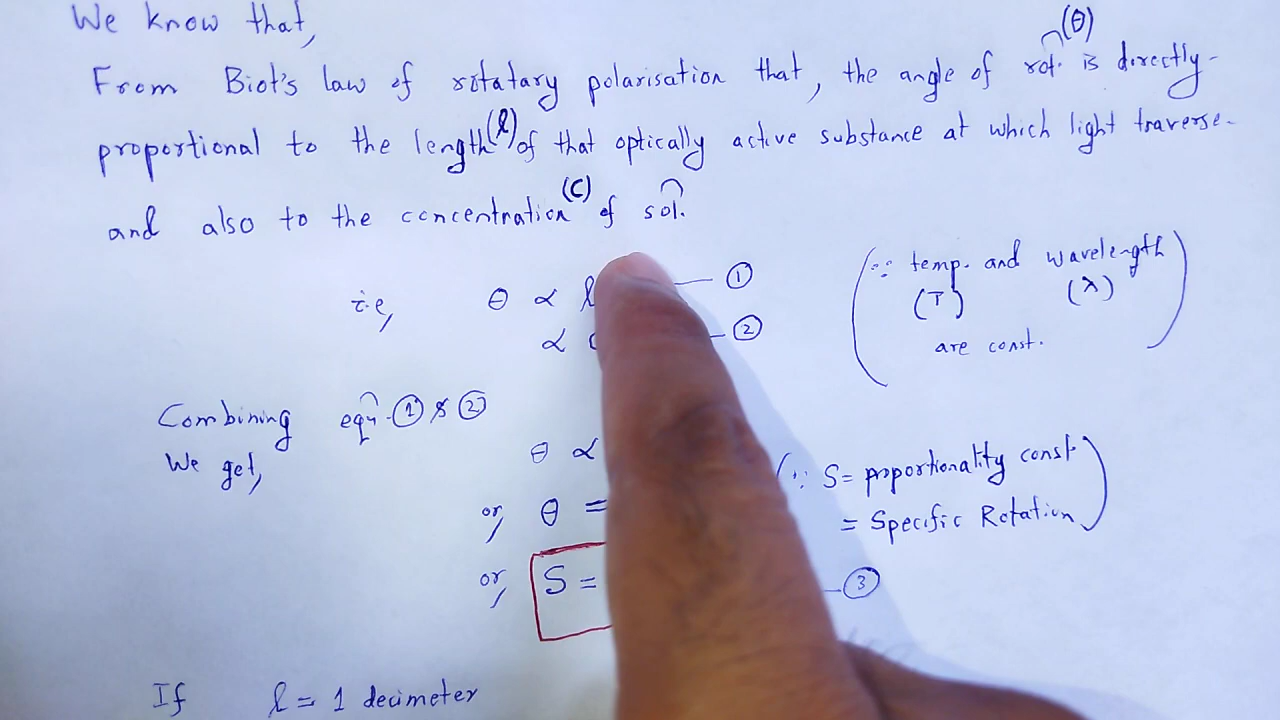 We know that,
From Biot's law of rotatary polarisation that, the angle of rot. (θ) is directly-
proportional to the length (l) of that optically active substance at which light traverse-
and also to the concentration (C) of sol.
i.e, θ ∝ l — ①
∝ — ②
(∵ temp. and wavelength
(T) (λ)
are const.)
Combining eqn. ① & ②
We get,
θ ∝
or, θ =
(∵ S = proportionality const
= Specific Rotation)
or, S = — ③
If l = 1 decimeter